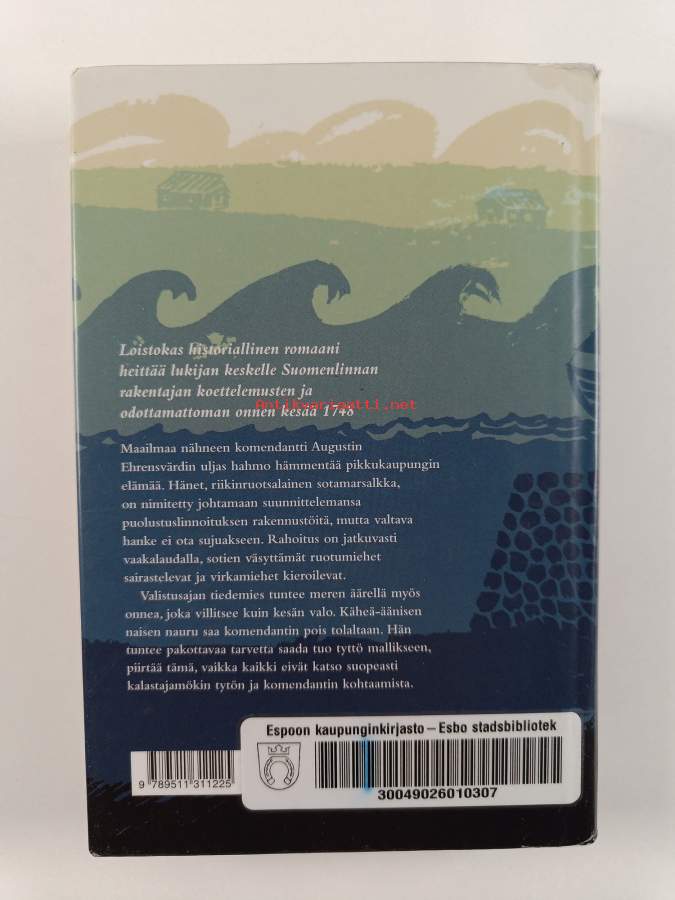 Loistokas historiallinen romaani
heittää lukijan keskelle Suomenlinnan
rakentajan koettelemusten ja
odottamattoman onnen kesää 1748
Antikvariaatti.net
Maailmaa nähneen komendantti Augustin
Ehrensvärdin uljas hahmo hämmentää pikkukaupungin
elämää. Hänet, riikinruotsalainen sotamarsalkka,
on nimitetty johtamaan suunnittelemansa
puolustuslinnoituksen rakennustöitä, mutta valtava
hanke ei ota sujuakseen. Rahoitus on jatkuvasti
vaakalaudalla, sotien väsyttämät ruotumiehet
sairastelevat ja virkamiehet kieroilevat.
Valistusajan tiedemies tuntee meren äärellä myös
onnea, joka villitsee kuin kesän valo. Käheä-äänisen
naisen nauru saa komendantin pois tolaltaan. Hän
tuntee pakottavaa tarvetta saada tuo tyttö mallikseen,
piirtää tämä, vaikka kaikki eivät katso suopeasti
kalastajamökin tytön ja komendantin kohtaamista.
Espoon kaupunginkirjasto – Esbo stadsbibliotek
9 789511 311225
30049026010307